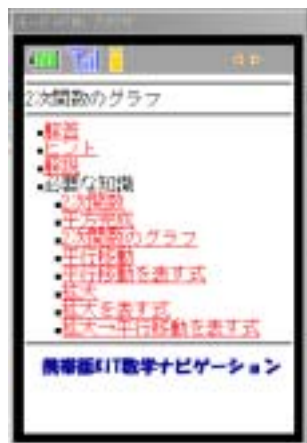 2次関数のグラフ
解答
ヒント
解説
必要な知識
2次関数
平方完成
2次関数のグラフ
平行移動
平行移動を表す式
拡大
拡大を表す式
拡大→平行移動を表す式
携帯版KIT数学ナビゲーション